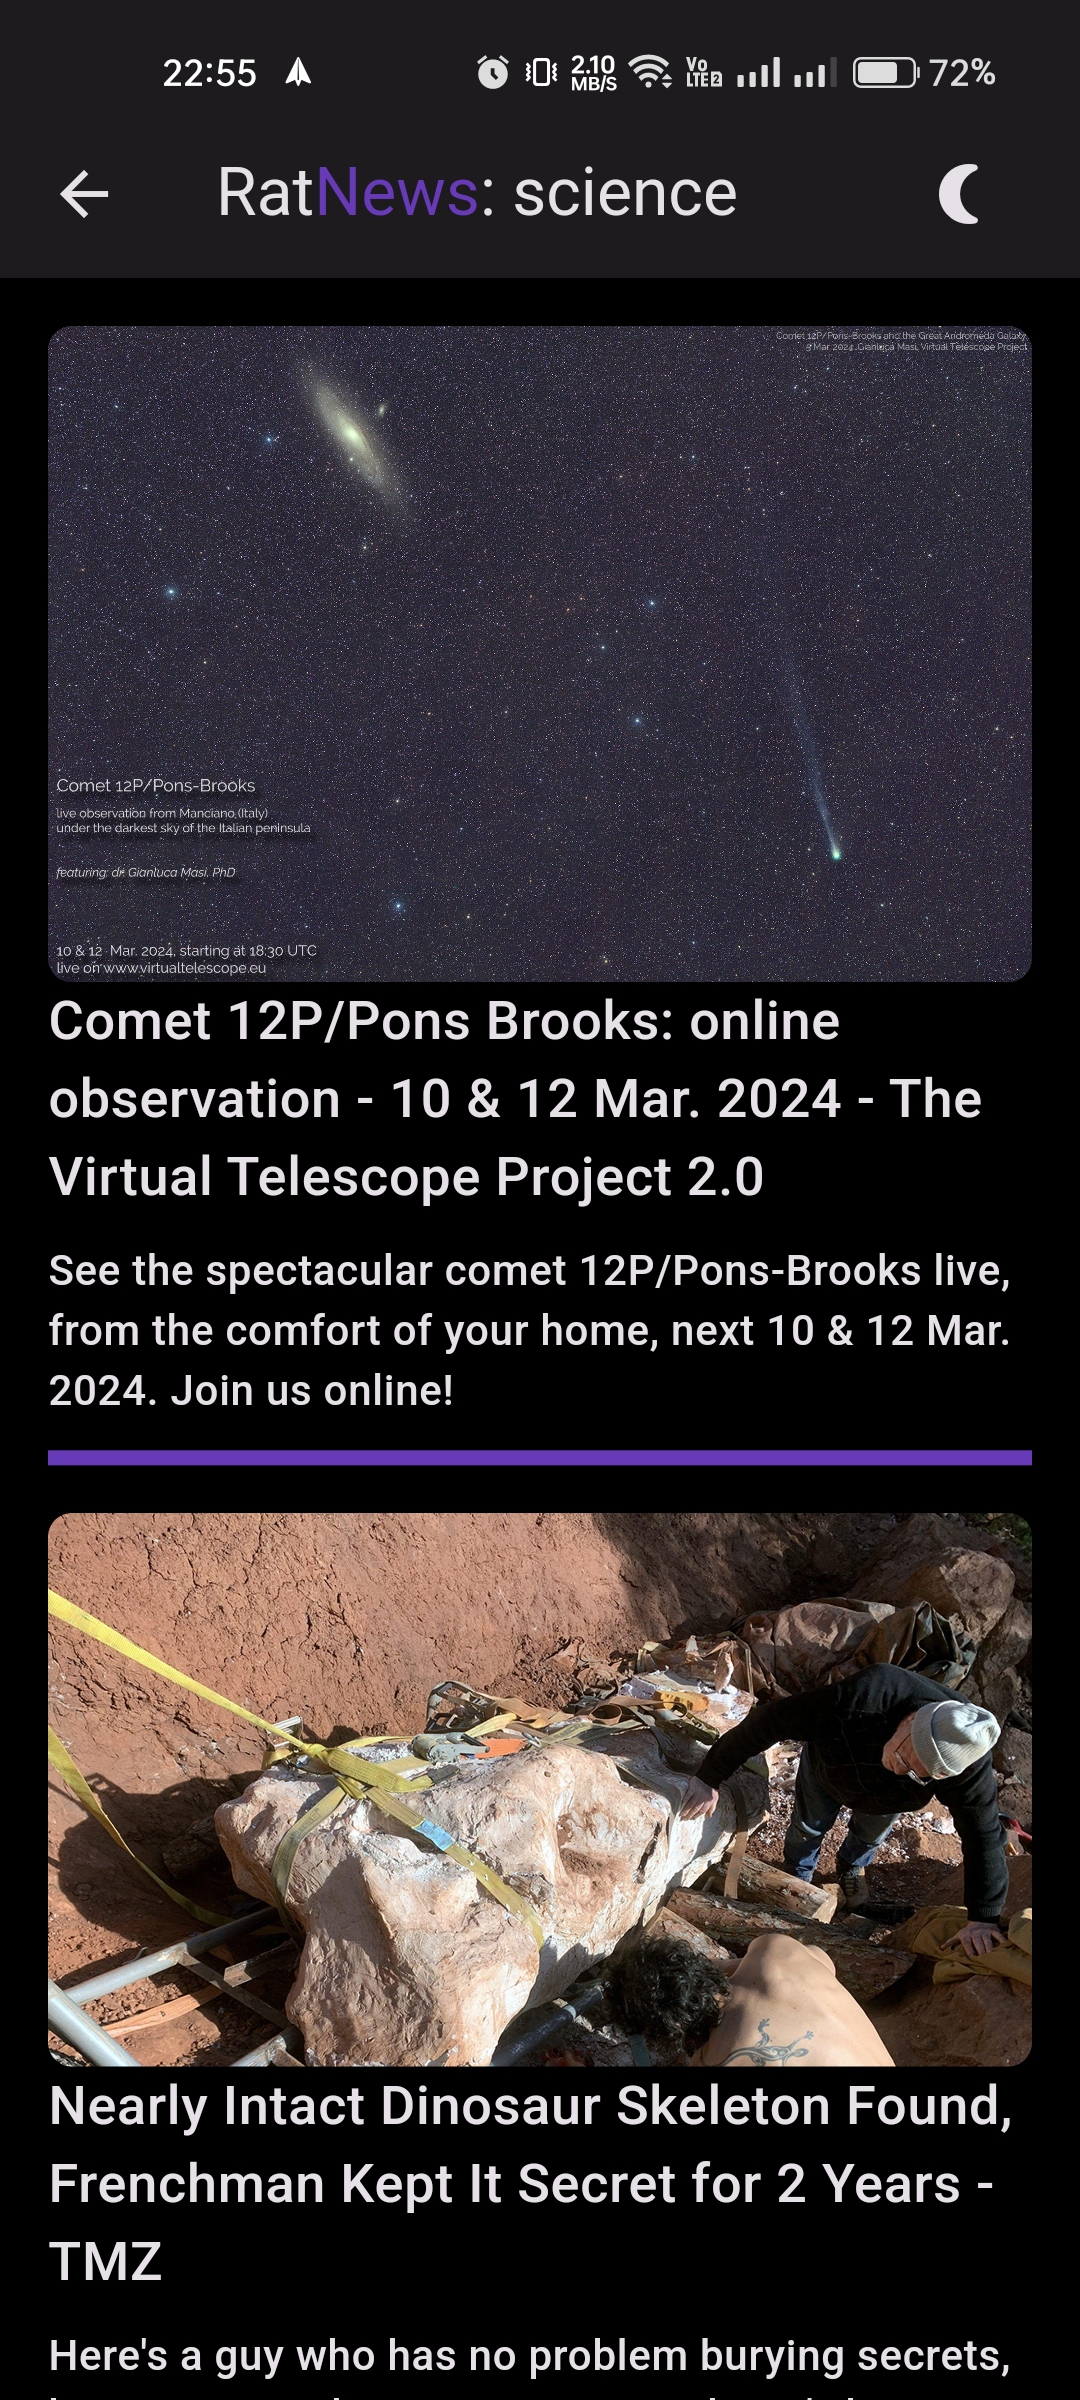 22:55 2.10 MB/S Vo LTE 2 72%
RatNews: science
Comet 12P/Pons-Brooks and the Great Andromeda Galaxy
9 Mar 2024. Gianluca Masi, Virtual Telescope Project
Comet 12P/Pons-Brooks
live observation from Manciano (Italy)
under the darkest sky of the Italian peninsula
featuring: dr. Gianluca Masi, PhD
10 & 12 Mar. 2024, starting at 18:30 UTC
live on www.virtualtelescope.eu
Comet 12P/Pons Brooks: online
observation - 10 & 12 Mar. 2024 - The
Virtual Telescope Project 2.0
See the spectacular comet 12P/Pons-Brooks live,
from the comfort of your home, next 10 & 12 Mar.
2024. Join us online!
Nearly Intact Dinosaur Skeleton Found,
Frenchman Kept It Secret for 2 Years -
TMZ
Here's a guy who has no problem burying secrets,